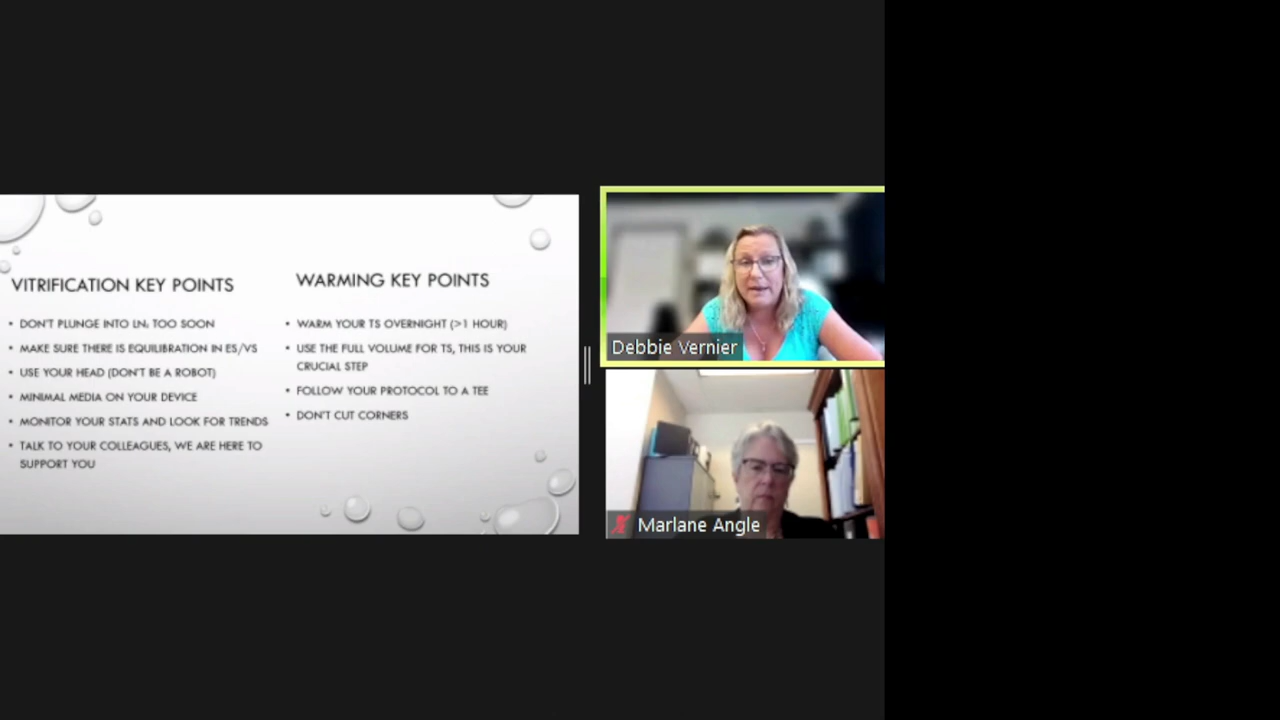 VITRIFICATION KEY POINTS
• DON'T PLUNGE INTO LN₂ TOO SOON
• MAKE SURE THERE IS EQUILIBRATION IN ES/VS
• USE YOUR HEAD (DON'T BE A ROBOT)
• MINIMAL MEDIA ON YOUR DEVICE
• MONITOR YOUR STATS AND LOOK FOR TRENDS
• TALK TO YOUR COLLEAGUES, WE ARE HERE TO
SUPPORT YOU
WARMING KEY POINTS
• WARM YOUR TS OVERNIGHT (>1 HOUR)
• USE THE FULL VOLUME FOR TS, THIS IS YOUR
CRUCIAL STEP
• FOLLOW YOUR PROTOCOL TO A TEE
• DON'T CUT CORNERS
Debbie Vernier
Marlane Angle